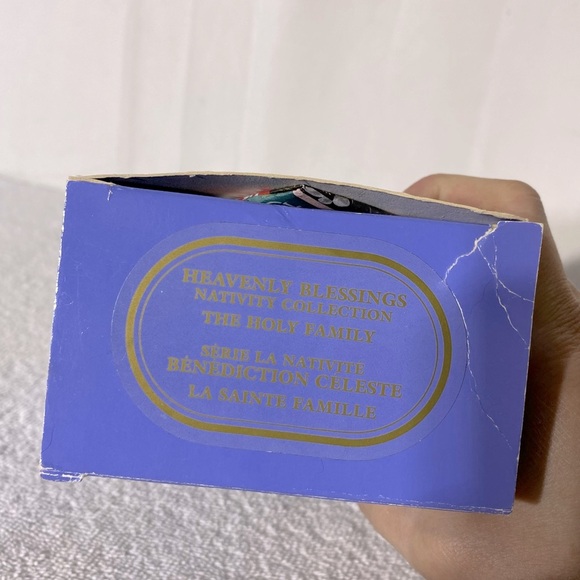 HEAVENLY BLESSINGS
NATIVITY COLLECTION
THE HOLY FAMILY
SÉRIE LA NATIVITÉ
BÉNÉDICTION CÉLESTE
LA SAINTE FAMILLE